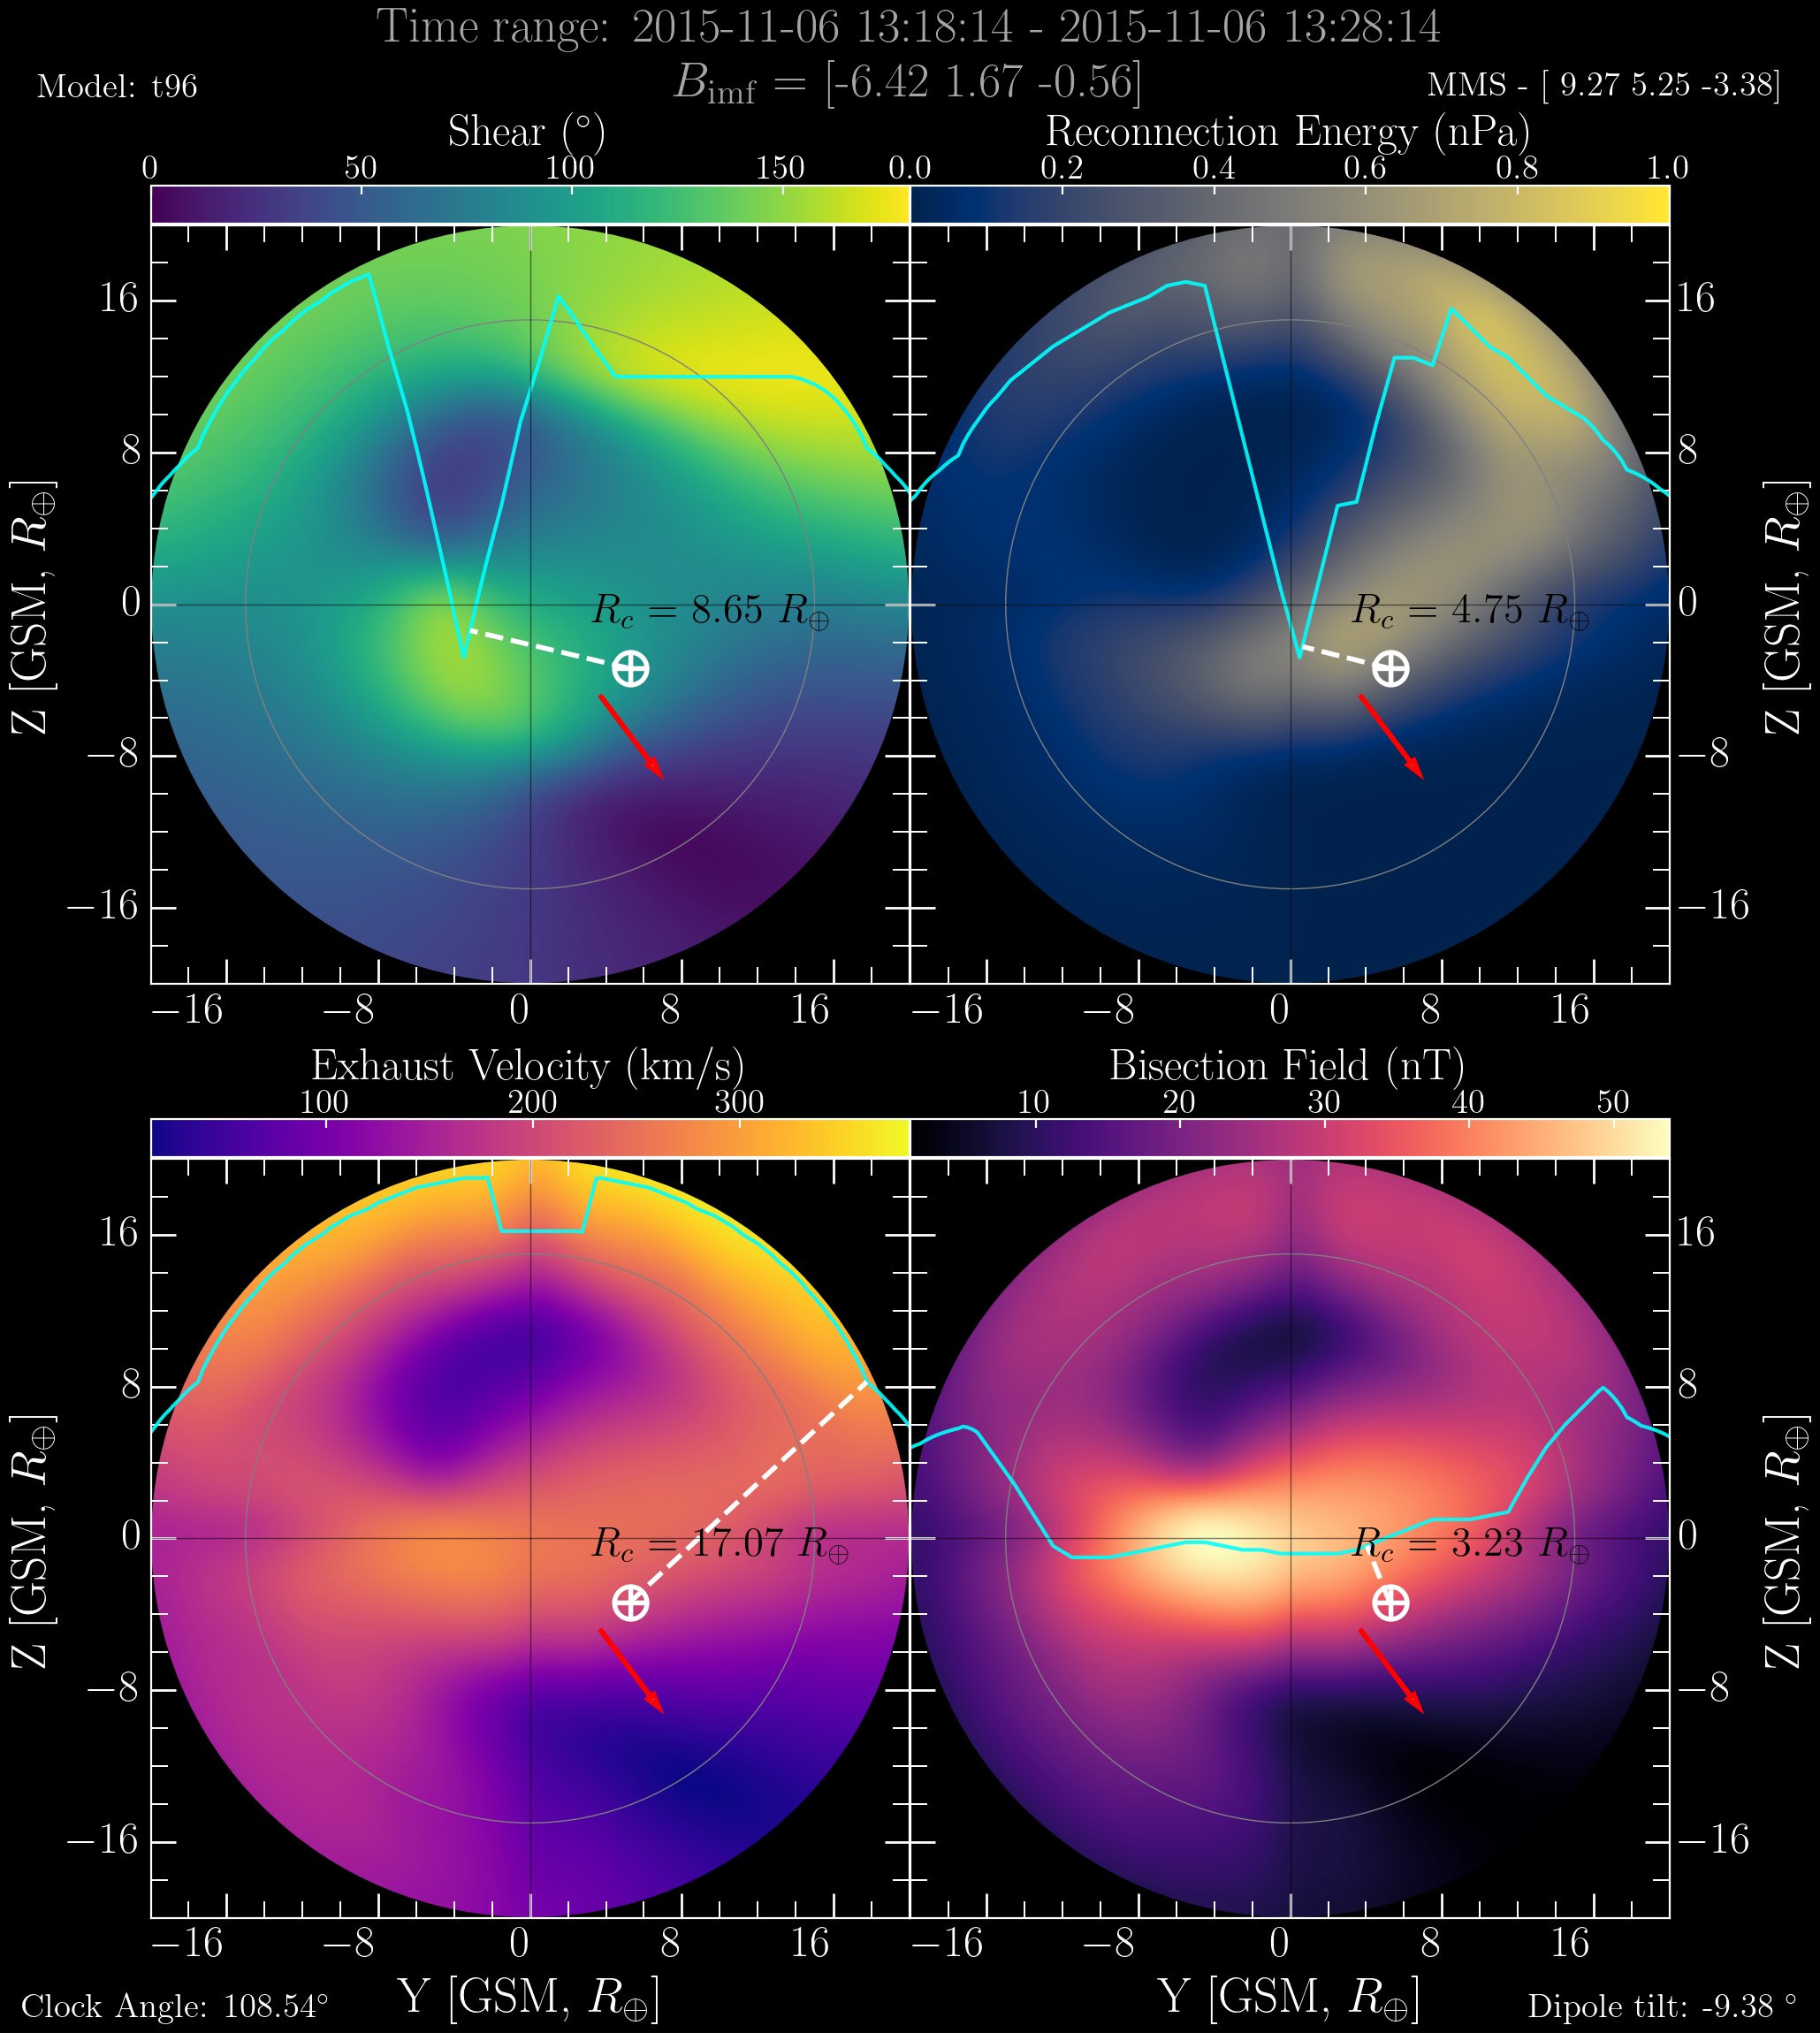 Time range: 2015-11-06 13:18:14 - 2015-11-06 13:28:14
Model: t96
B_imf = [-6.42 1.67 -0.56]
MMS - [ 9.27 5.25 -3.38]
Shear (°)
Reconnection Energy (nPa)
0 50 100 150
0.0 0.2 0.4 0.6 0.8 1.0
Z [GSM, R⊕]
16
8
0
−8
−16
R_c = 8.65 R⊕
R_c = 4.75 R⊕
16
8
0
−8
−16
Z [GSM, R⊕]
−16 −8 0 8 16
−16 −8 0 8 16
Exhaust Velocity (km/s)
Bisection Field (nT)
100 200 300
10 20 30 40 50
Z [GSM, R⊕]
16
8
0
−8
−16
R_c = 17.07 R⊕
R_c = 3.23 R⊕
16
8
0
−8
−16
Z [GSM, R⊕]
−16 −8 0 8 16
−16 −8 0 8 16
Y [GSM, R⊕]
Y [GSM, R⊕]
Clock Angle: 108.54°
Dipole tilt: -9.38 °